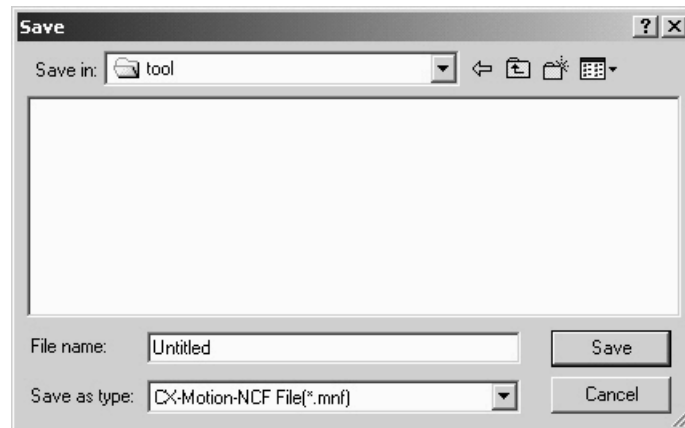 Save
Save in: tool
File name: Untitled Save
Save as type: CX-Motion-NCF File(*.mnf) Cancel